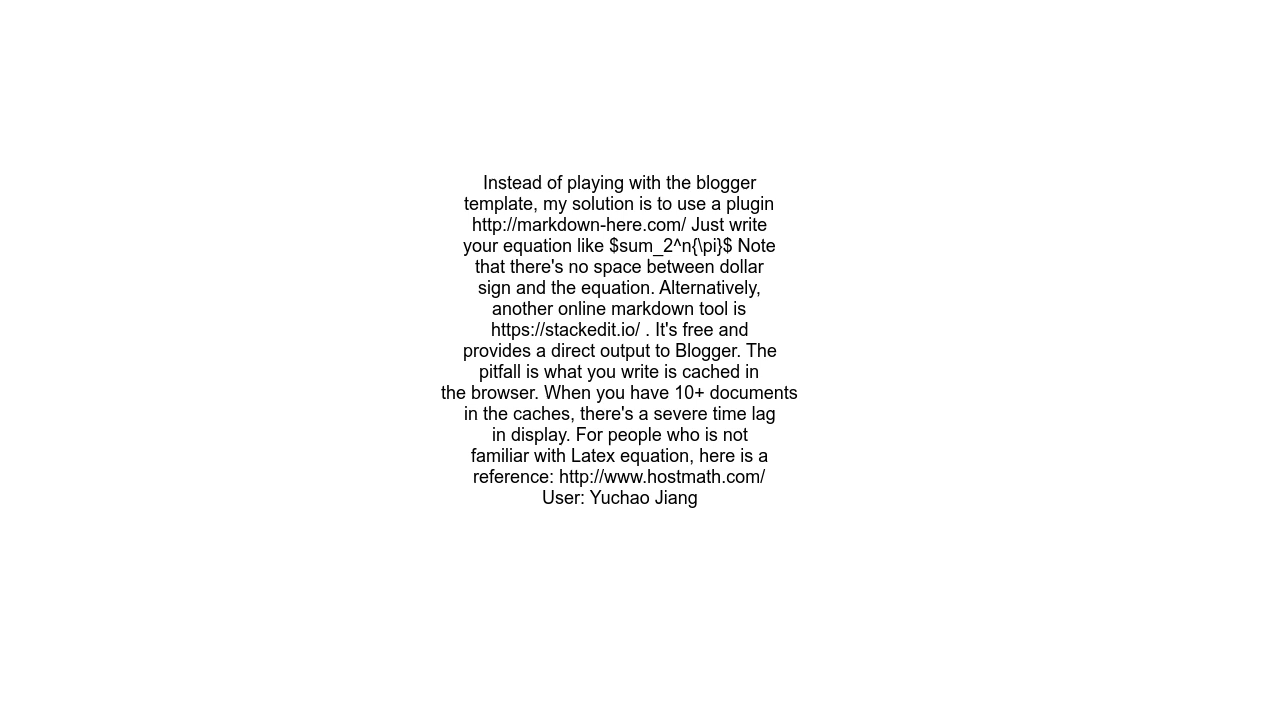 Instead of playing with the blogger
template, my solution is to use a plugin
http://markdown-here.com/ Just write
your equation like $sum_2^n{\pi}$ Note
that there's no space between dollar
sign and the equation. Alternatively,
another online markdown tool is
https://stackedit.io/ . It's free and
provides a direct output to Blogger. The
pitfall is what you write is cached in
the browser. When you have 10+ documents
in the caches, there's a severe time lag
in display. For people who is not
familiar with Latex equation, here is a
reference: http://www.hostmath.com/
User: Yuchao Jiang